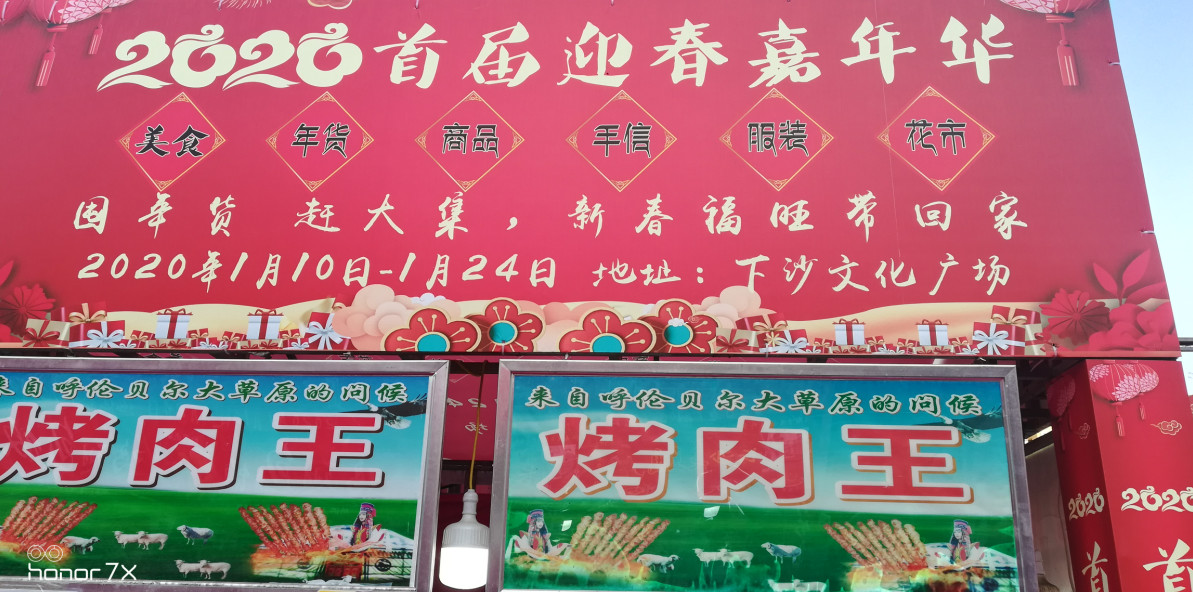 2020首届迎春嘉年华
美食 年货 商品 手信 服装 花市
囤年货 赶大集，新春福旺带回家
2020年1月10日-1月24日 地址：下沙文化广场
来自呼伦贝尔大草原的问候
烤肉王
来自呼伦贝尔大草原的问候
烤肉王
2020
2020
首
首
honor 7X